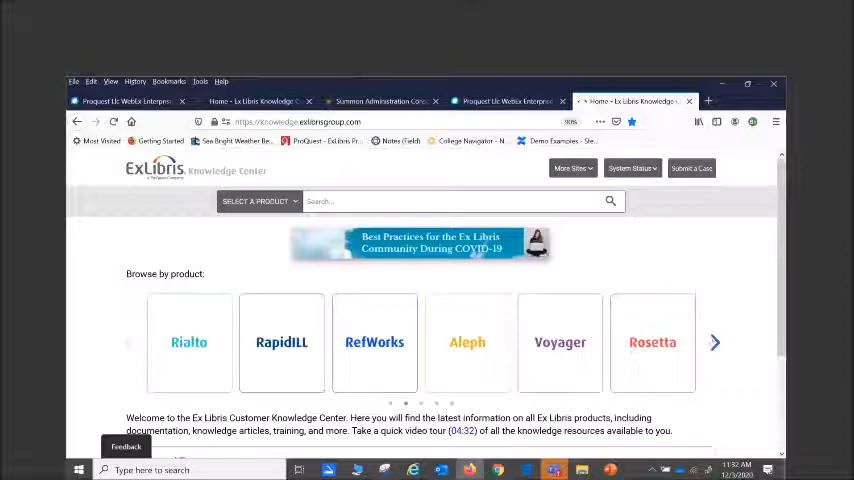 File Edit View History Bookmarks Tools Help
Proquest Llc WebEx Enterpris Home - Ex Libris Knowledge C Summon Administration Cons Proquest Llc WebEx Enterpris Home - Ex Libris Knowledge C
https://knowledge.exlibrisgroup.com 90%
Most Visited Getting Started Sea Bright Weather Be... ProQuest - ExLibris Pr... Notes (Field) College Navigator - N... Demo Examples - Ste...
ExLibris Knowledge Center
More Sites System Status Submit a Case
SELECT A PRODUCT Search...
Best Practices for the Ex Libris
Community During COVID-19
Browse by product:
Rialto RapidILL RefWorks Aleph Voyager Rosetta
Welcome to the Ex Libris Customer Knowledge Center. Here you will find the latest information on all Ex Libris products, including
documentation, knowledge articles, training, and more. Take a quick video tour (04:32) of all the knowledge resources available to you.
Feedback
Type here to search
11:32 AM
12/3/2020